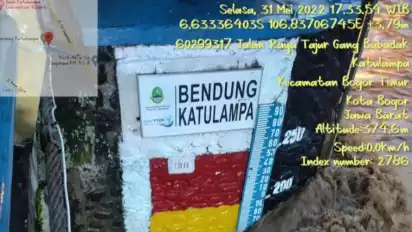 Selasa, 31 Mei 2022 17.33.54 WIB
6,63336403S 106,83706745E ±3,79m
60299317 Jalan Raya Tajur Gang Babadak
Katulampa
Kecamatan Bogor Timur
Kota Bogor
Jawa Barat
Altitude:374.6m
Speed:0.0km/h
Index number: 2786
BENDUNG
KATULAMPA
250
200